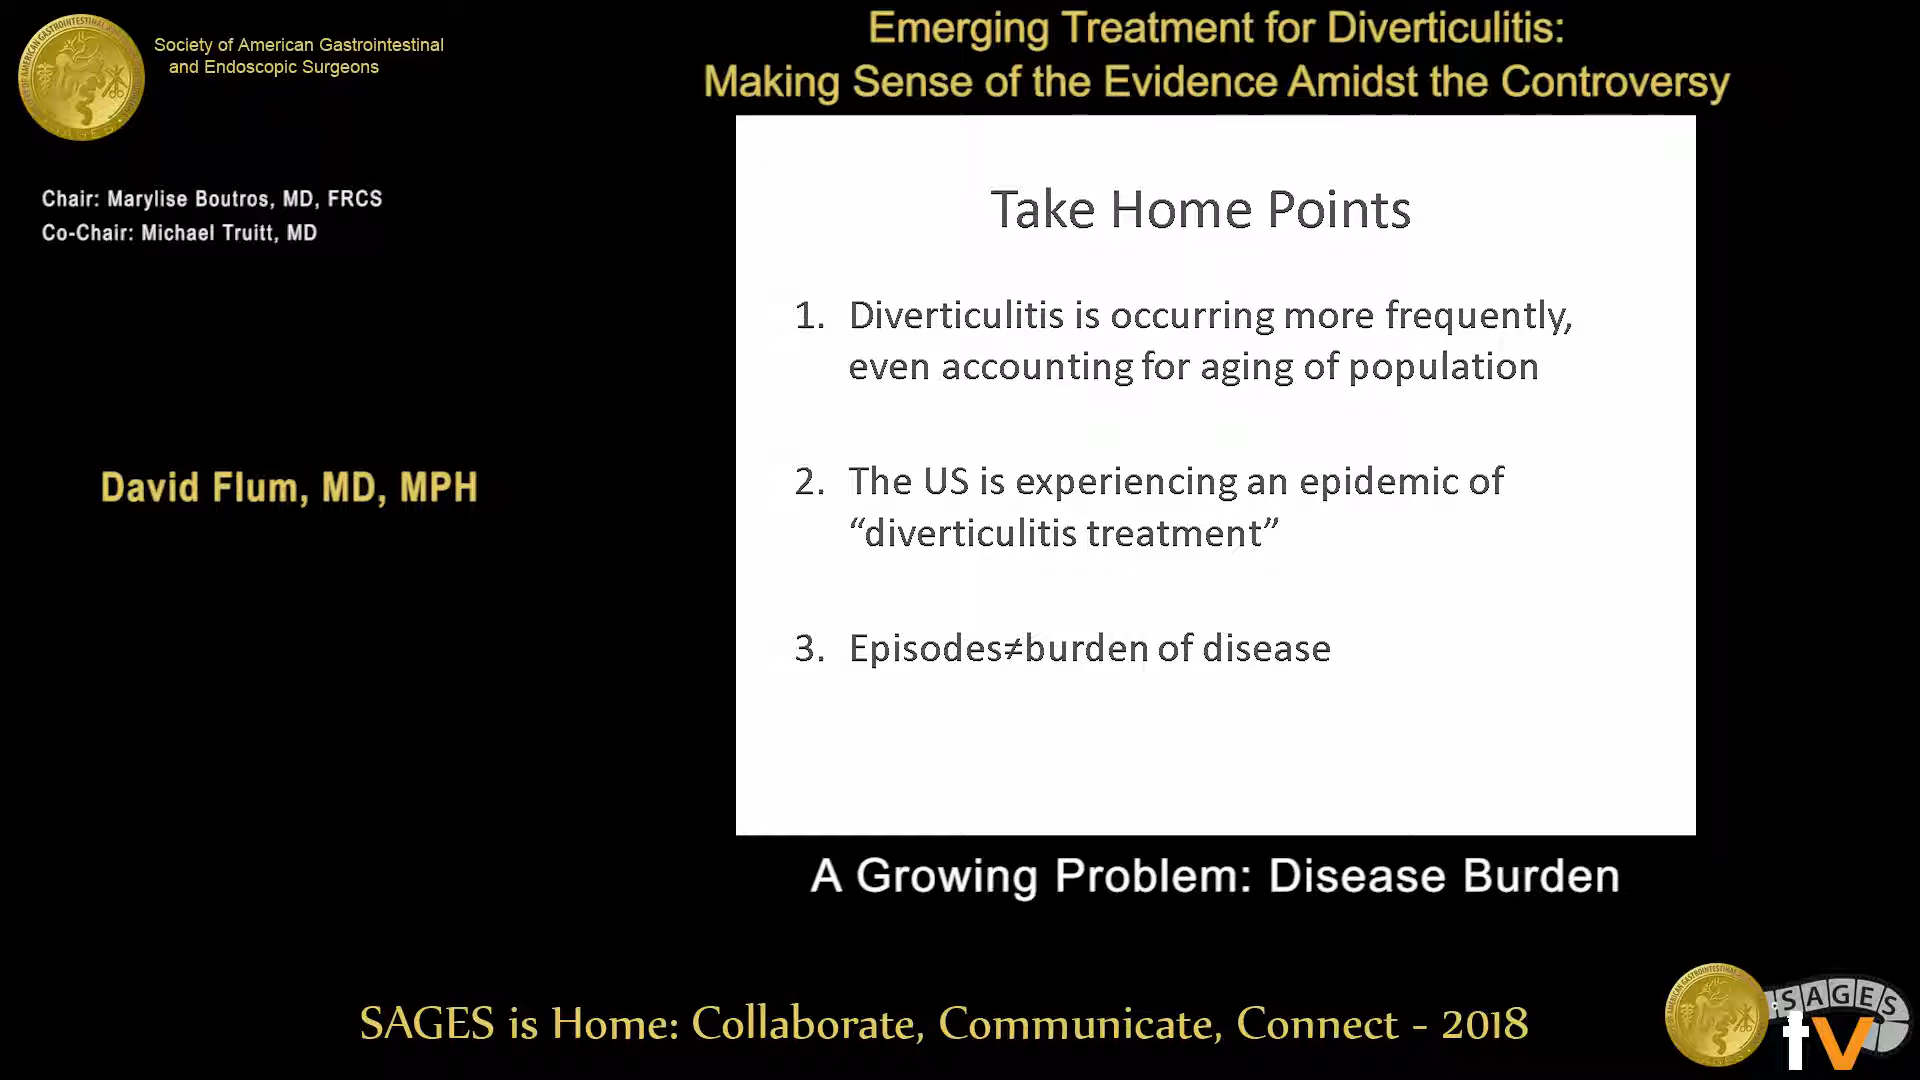 Society of American Gastrointestinal
and Endoscopic Surgeons
Emerging Treatment for Diverticulitis:
Making Sense of the Evidence Amidst the Controversy
Chair: Marylise Boutros, MD, FRCS
Co-Chair: Michael Truitt, MD
David Flum, MD, MPH
Take Home Points
1. Diverticulitis is occurring more frequently,
even accounting for aging of population
2. The US is experiencing an epidemic of
“diverticulitis treatment”
3. Episodes≠burden of disease
A Growing Problem: Disease Burden
SAGES is Home: Collaborate, Communicate, Connect - 2018
SAGES
tv